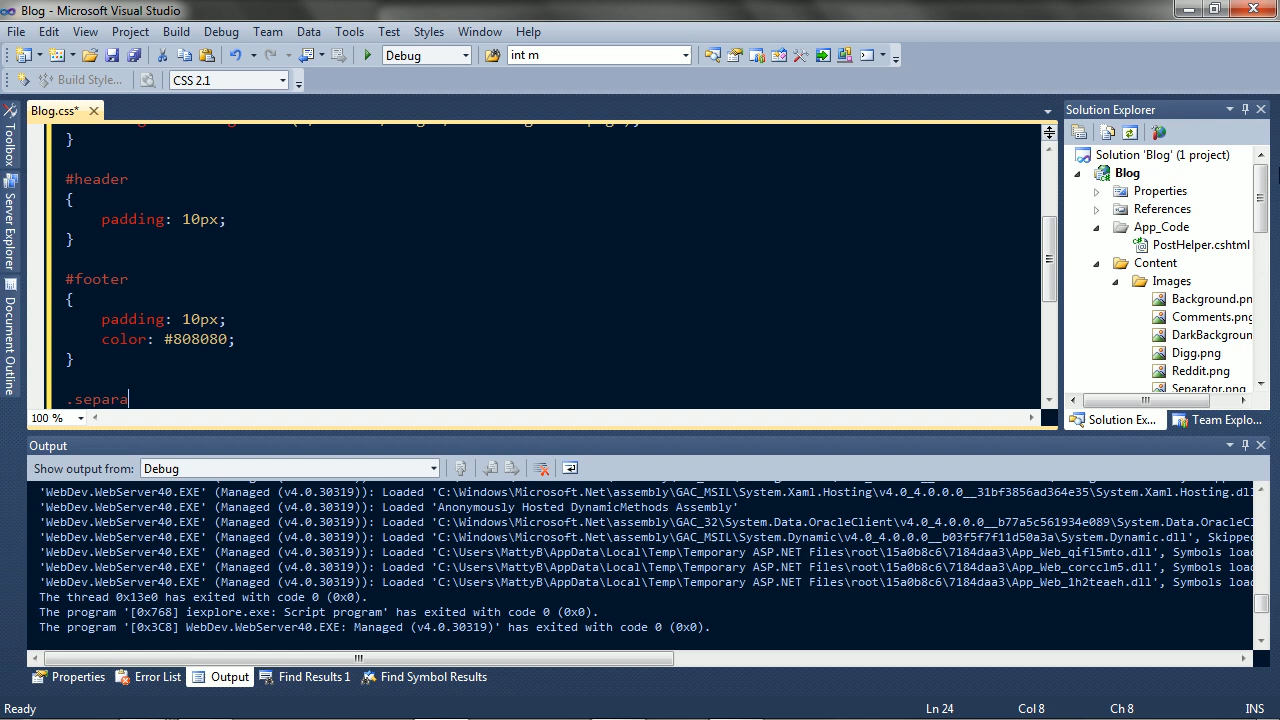 Blog - Microsoft Visual Studio
File Edit View Project Build Debug Team Data Tools Test Styles Window Help
Debug int m
Build Style... CSS 2.1
Blog.css*
}
#header
{
padding: 10px;
}
#footer
{
padding: 10px;
color: #808080;
}
.separa
100 %
Toolbox
Server Explorer
Document Outline
Solution Explorer
Solution 'Blog' (1 project)
Blog
Properties
References
App_Code
PostHelper.cshtml
Content
Images
Background.pn
Comments.png
DarkBackgroun
Digg.png
Reddit.png
Separator.png
Solution Ex... Team Explo...
Output
Show output from: Debug
'WebDev.WebServer40.EXE' (Managed (v4.0.30319)): Loaded 'C:\Windows\Microsoft.Net\assembly\GAC_MSIL\System.Xaml.Hosting\v4.0_4.0.0.0__31bf3856ad364e35\System.Xaml.Hosting.dll
'WebDev.WebServer40.EXE' (Managed (v4.0.30319)): Loaded 'Anonymously Hosted DynamicMethods Assembly'
'WebDev.WebServer40.EXE' (Managed (v4.0.30319)): Loaded 'C:\Windows\Microsoft.Net\assembly\GAC_32\System.Data.OracleClient\v4.0_4.0.0.0__b77a5c561934e089\System.Data.OracleCl
'WebDev.WebServer40.EXE' (Managed (v4.0.30319)): Loaded 'C:\Windows\Microsoft.Net\assembly\GAC_MSIL\System.Dynamic\v4.0_4.0.0.0__b03f5f7f11d50a3a\System.Dynamic.dll', Skipped
'WebDev.WebServer40.EXE' (Managed (v4.0.30319)): Loaded 'C:\Users\MattyB\AppData\Local\Temp\Temporary ASP.NET Files\root\15a0b8c6\7184daa3\App_Web_qifl5mto.dll', Symbols load
'WebDev.WebServer40.EXE' (Managed (v4.0.30319)): Loaded 'C:\Users\MattyB\AppData\Local\Temp\Temporary ASP.NET Files\root\15a0b8c6\7184daa3\App_Web_corcclm5.dll', Symbols load
'WebDev.WebServer40.EXE' (Managed (v4.0.30319)): Loaded 'C:\Users\MattyB\AppData\Local\Temp\Temporary ASP.NET Files\root\15a0b8c6\7184daa3\App_Web_1h2teaeh.dll', Symbols load
The thread 0x13e0 has exited with code 0 (0x0).
The program '[0x768] iexplore.exe: Script program' has exited with code 0 (0x0).
The program '[0x3C8] WebDev.WebServer40.EXE: Managed (v4.0.30319)' has exited with code 0 (0x0).
Properties Error List Output Find Results 1 Find Symbol Results
Ready Ln 24 Col 8 Ch 8 INS